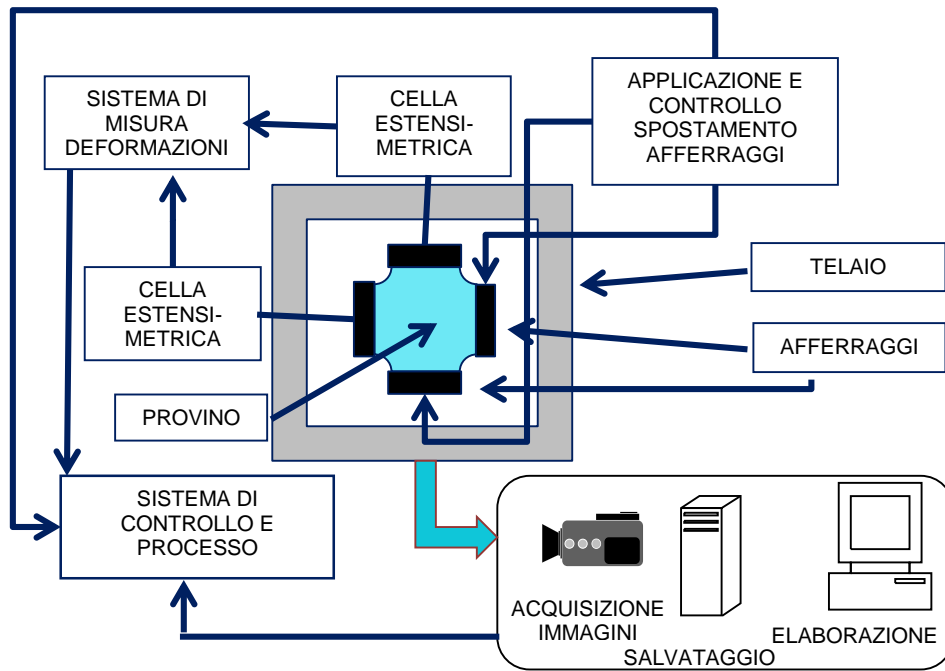 SISTEMA DI
MISURA
DEFORMAZIONI
CELLA
ESTENSI-
METRICA
APPLICAZIONE E
CONTROLLO
SPOSTAMENTO
AFFERRAGGI
CELLA
ESTENSI-
METRICA
TELAIO
AFFERRAGGI
PROVINO
SISTEMA DI
CONTROLLO E
PROCESSO
ACQUISIZIONE
IMMAGINI
SALVATAGGIO
ELABORAZIONE